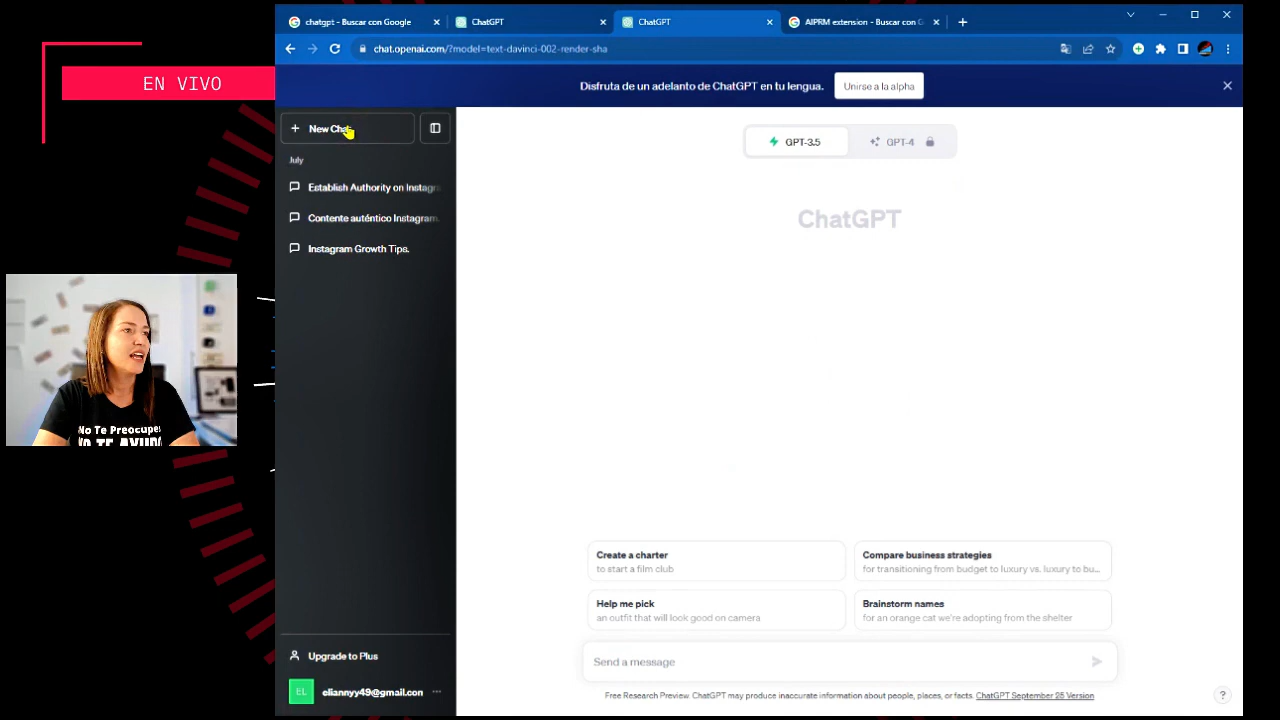 chatgpt - Buscar con Google
ChatGPT
ChatGPT
AIPRM extension - Buscar con G
chat.openai.com/?model=text-davinci-002-render-sha
EN VIVO
Disfruta de un adelanto de ChatGPT en tu lengua.
Unirse a la alpha
New Chat
July
Establish Authority on Instagra
Contente auténtico Instagram.
Instagram Growth Tips.
GPT-3.5
GPT-4
ChatGPT
No Te Preocupes
YO TE AYUDO
Create a charter
to start a film club
Compare business strategies
for transitioning from budget to luxury vs. luxury to bu...
Help me pick
an outfit that will look good on camera
Brainstorm names
for an orange cat we're adopting from the shelter
Upgrade to Plus
EL
eliannyy49@gmail.con
Send a message
Free Research Preview. ChatGPT may produce inaccurate information about people, places, or facts. ChatGPT September 25 Version
?